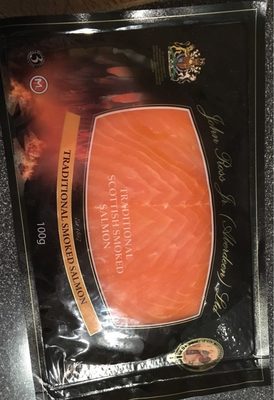 John Ross Jr. (Aberdeen) Ltd.
TRADITIONAL
SCOTTISH SMOKED
SALMON
TRADITIONAL SMOKED SALMON
100g
M